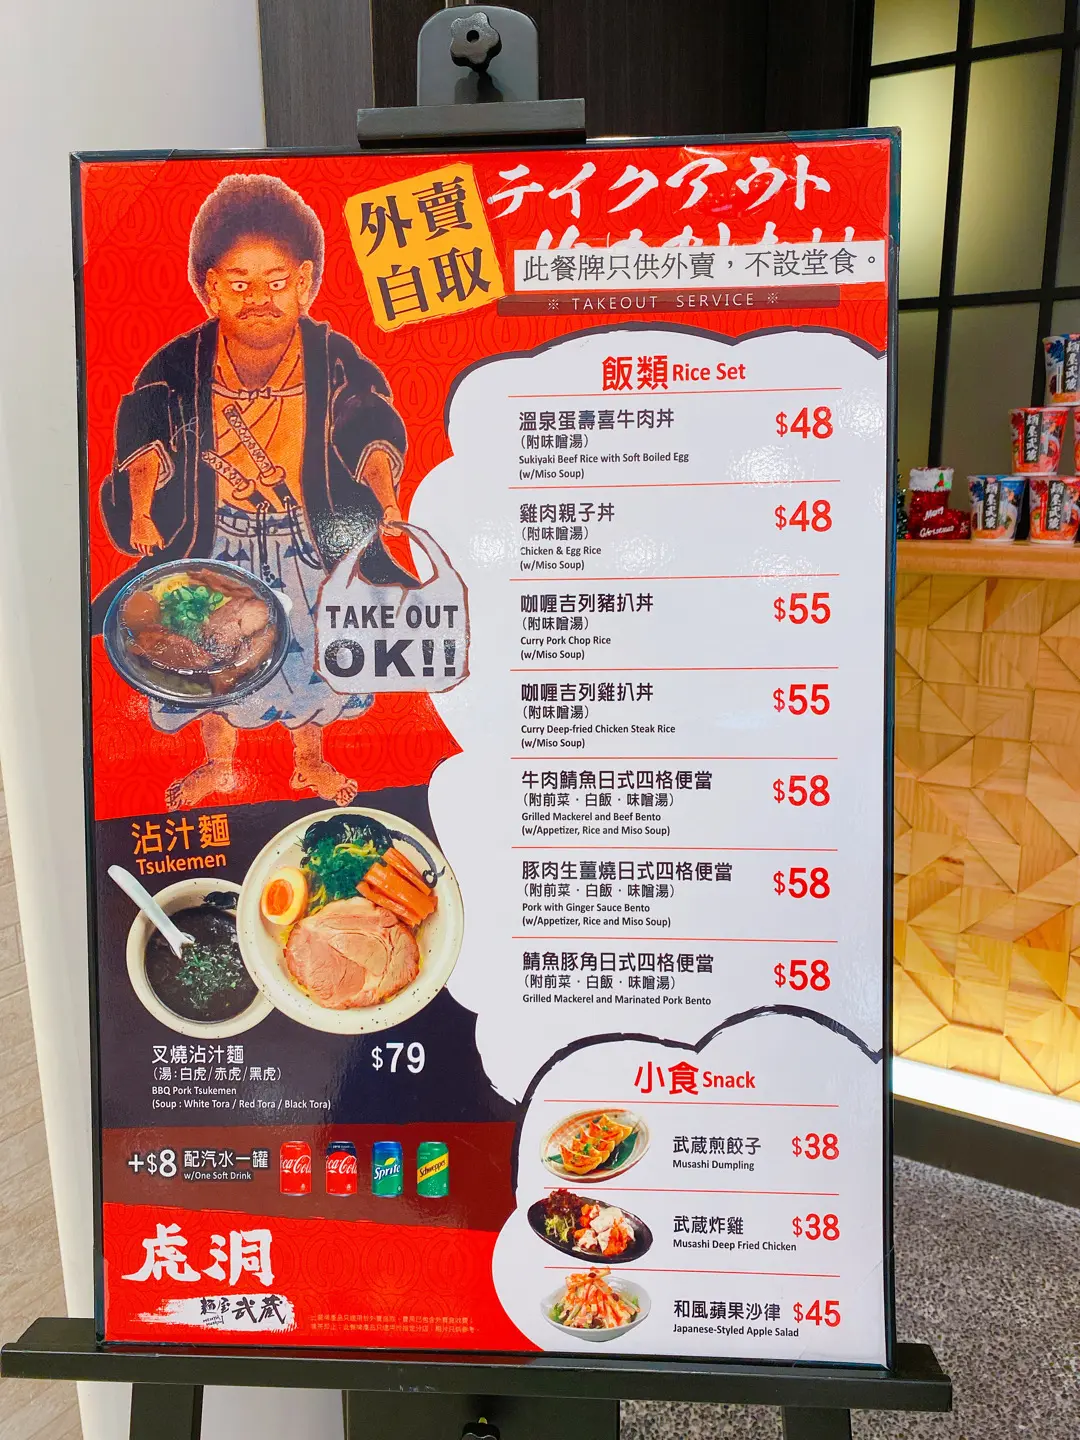 外賣
自取
テイクアウト
此餐牌只供外賣，不設堂食。
※ TAKEOUT SERVICE ※
飯類 Rice Set
溫泉蛋壽喜牛肉丼 $48
(附味噌湯)
Sukiyaki Beef Rice with Soft Boiled Egg
(w/Miso Soup)
雞肉親子丼 $48
(附味噌湯)
Chicken & Egg Rice
(w/Miso Soup)
咖喱吉列豬扒丼 $55
(附味噌湯)
Curry Pork Chop Rice
(w/Miso Soup)
咖喱吉列雞扒丼 $55
(附味噌湯)
Curry Deep-fried Chicken Steak Rice
(w/Miso Soup)
牛肉鯖魚日式四格便當 $58
(附前菜．白飯．味噌湯)
Grilled Mackerel and Beef Bento
(w/Appetizer, Rice and Miso Soup)
豚肉生薑燒日式四格便當 $58
(附前菜．白飯．味噌湯)
Pork with Ginger Sauce Bento
(w/Appetizer, Rice and Miso Soup)
鯖魚豚角日式四格便當 $58
(附前菜．白飯．味噌湯)
Grilled Mackerel and Marinated Pork Bento
TAKE OUT
OK!!
沾汁麵
Tsukemen
叉燒沾汁麵 $79
(湯:白虎/赤虎/黑虎)
BBQ Pork Tsukemen
(Soup : White Tora / Red Tora / Black Tora)
+$8 配汽水一罐
w/One Soft Drink
Coca-Cola
Coca-Cola
Sprite
Schweppes
小食 Snack
武蔵煎餃子 $38
Musashi Dumpling
武蔵炸雞 $38
Musashi Deep Fried Chicken
和風蘋果沙律 $45
Japanese-Styled Apple Salad
虎洞
麵屋武蔵
Merry
Christmas